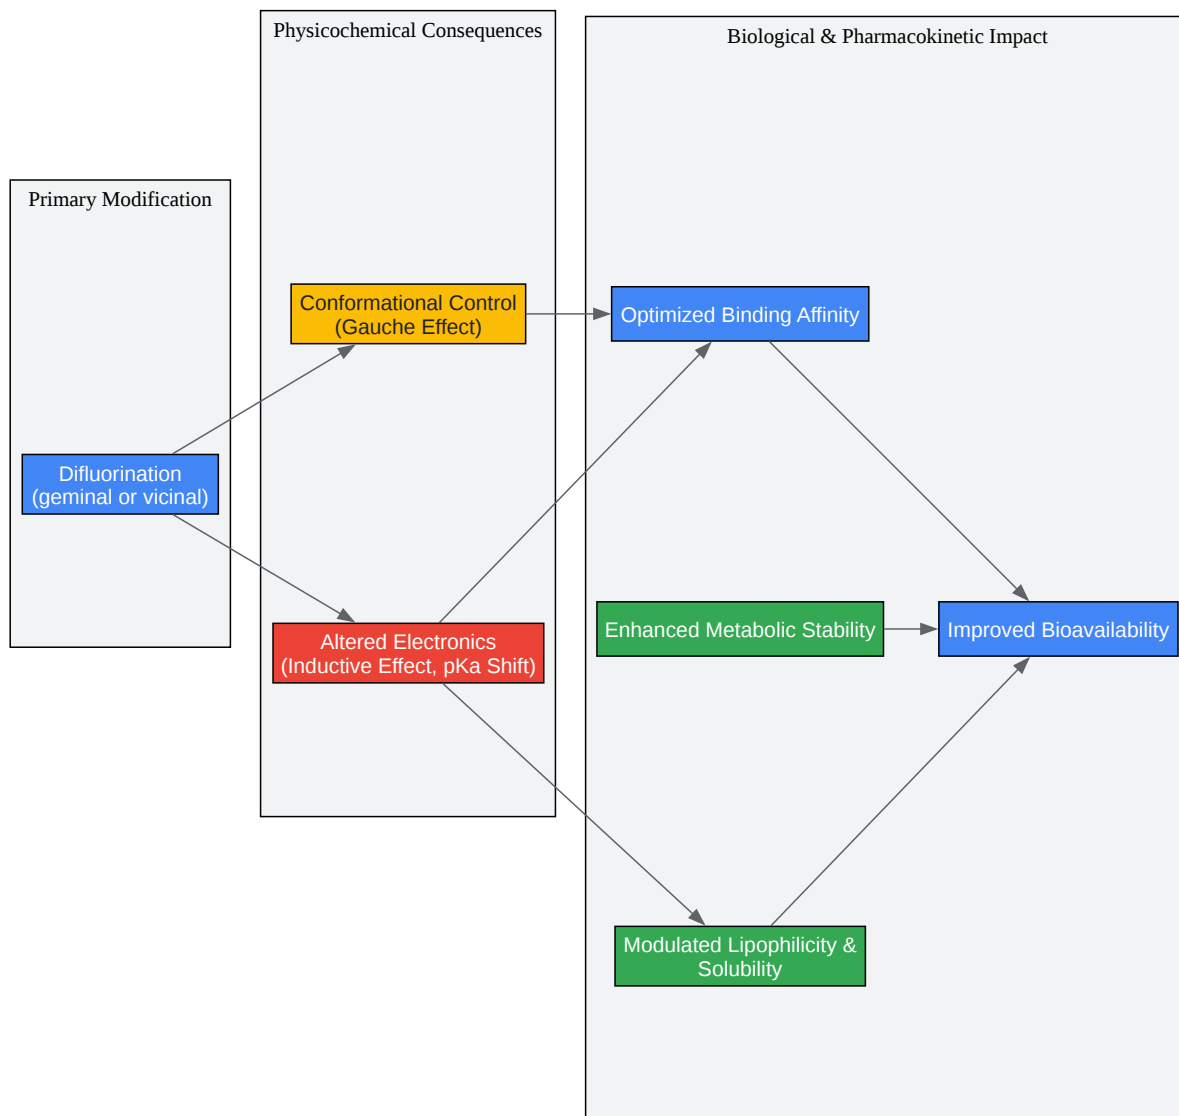 Primary Modification
Difluorination
(geminal or vicinal)
Physicochemical Consequences
Conformational Control
(Gauche Effect)
Altered Electronics
(Inductive Effect, pKa Shift)
Biological & Pharmacokinetic Impact
Optimized Binding Affinity
Enhanced Metabolic Stability
Improved Bioavailability
Modulated Lipophilicity &
Solubility